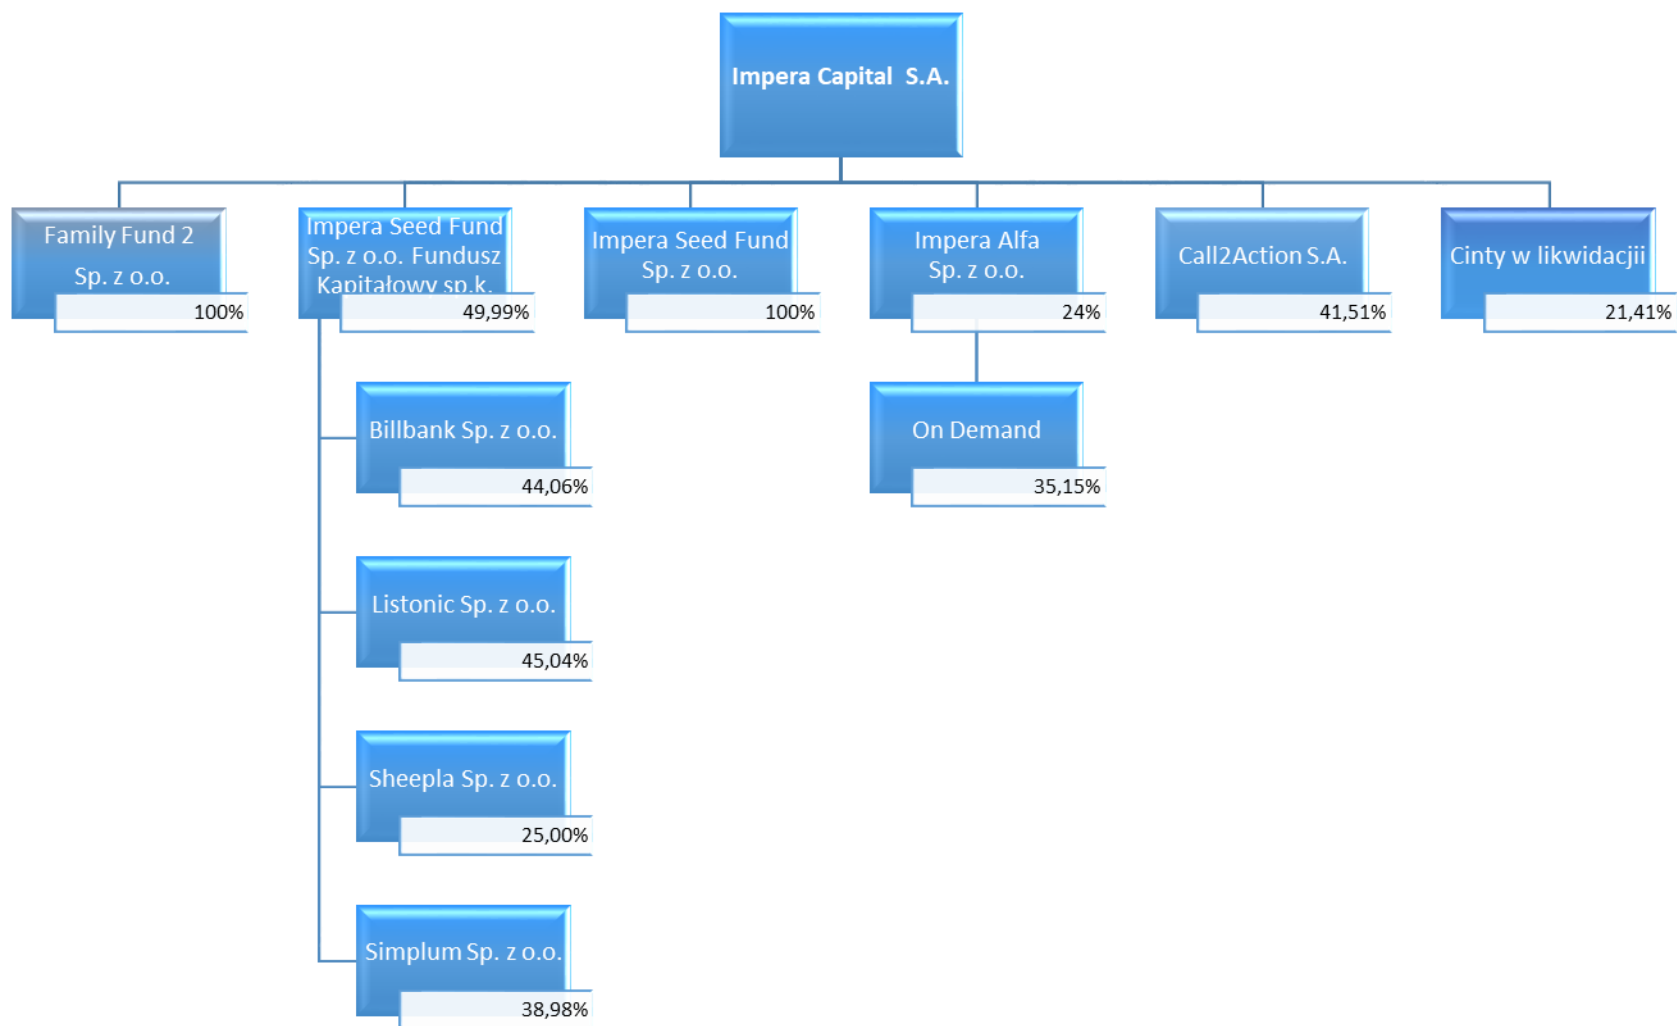 Impera Capital S.A.
Family Fund 2
Sp. z o.o.
100%
Impera Seed Fund
Sp. z o.o. Fundusz
Kapitałowy sp.k.
49,99%
Impera Seed Fund
Sp. z o.o.
100%
Impera Alfa
Sp. z o.o.
24%
Call2Action S.A.
41,51%
Cinty w likwidacjii
21,41%
Billbank Sp. z o.o.
44,06%
Listonic Sp. z o.o.
45,04%
Sheepla Sp. z o.o.
25,00%
Simplum Sp. z o.o.
38,98%
On Demand
35,15%